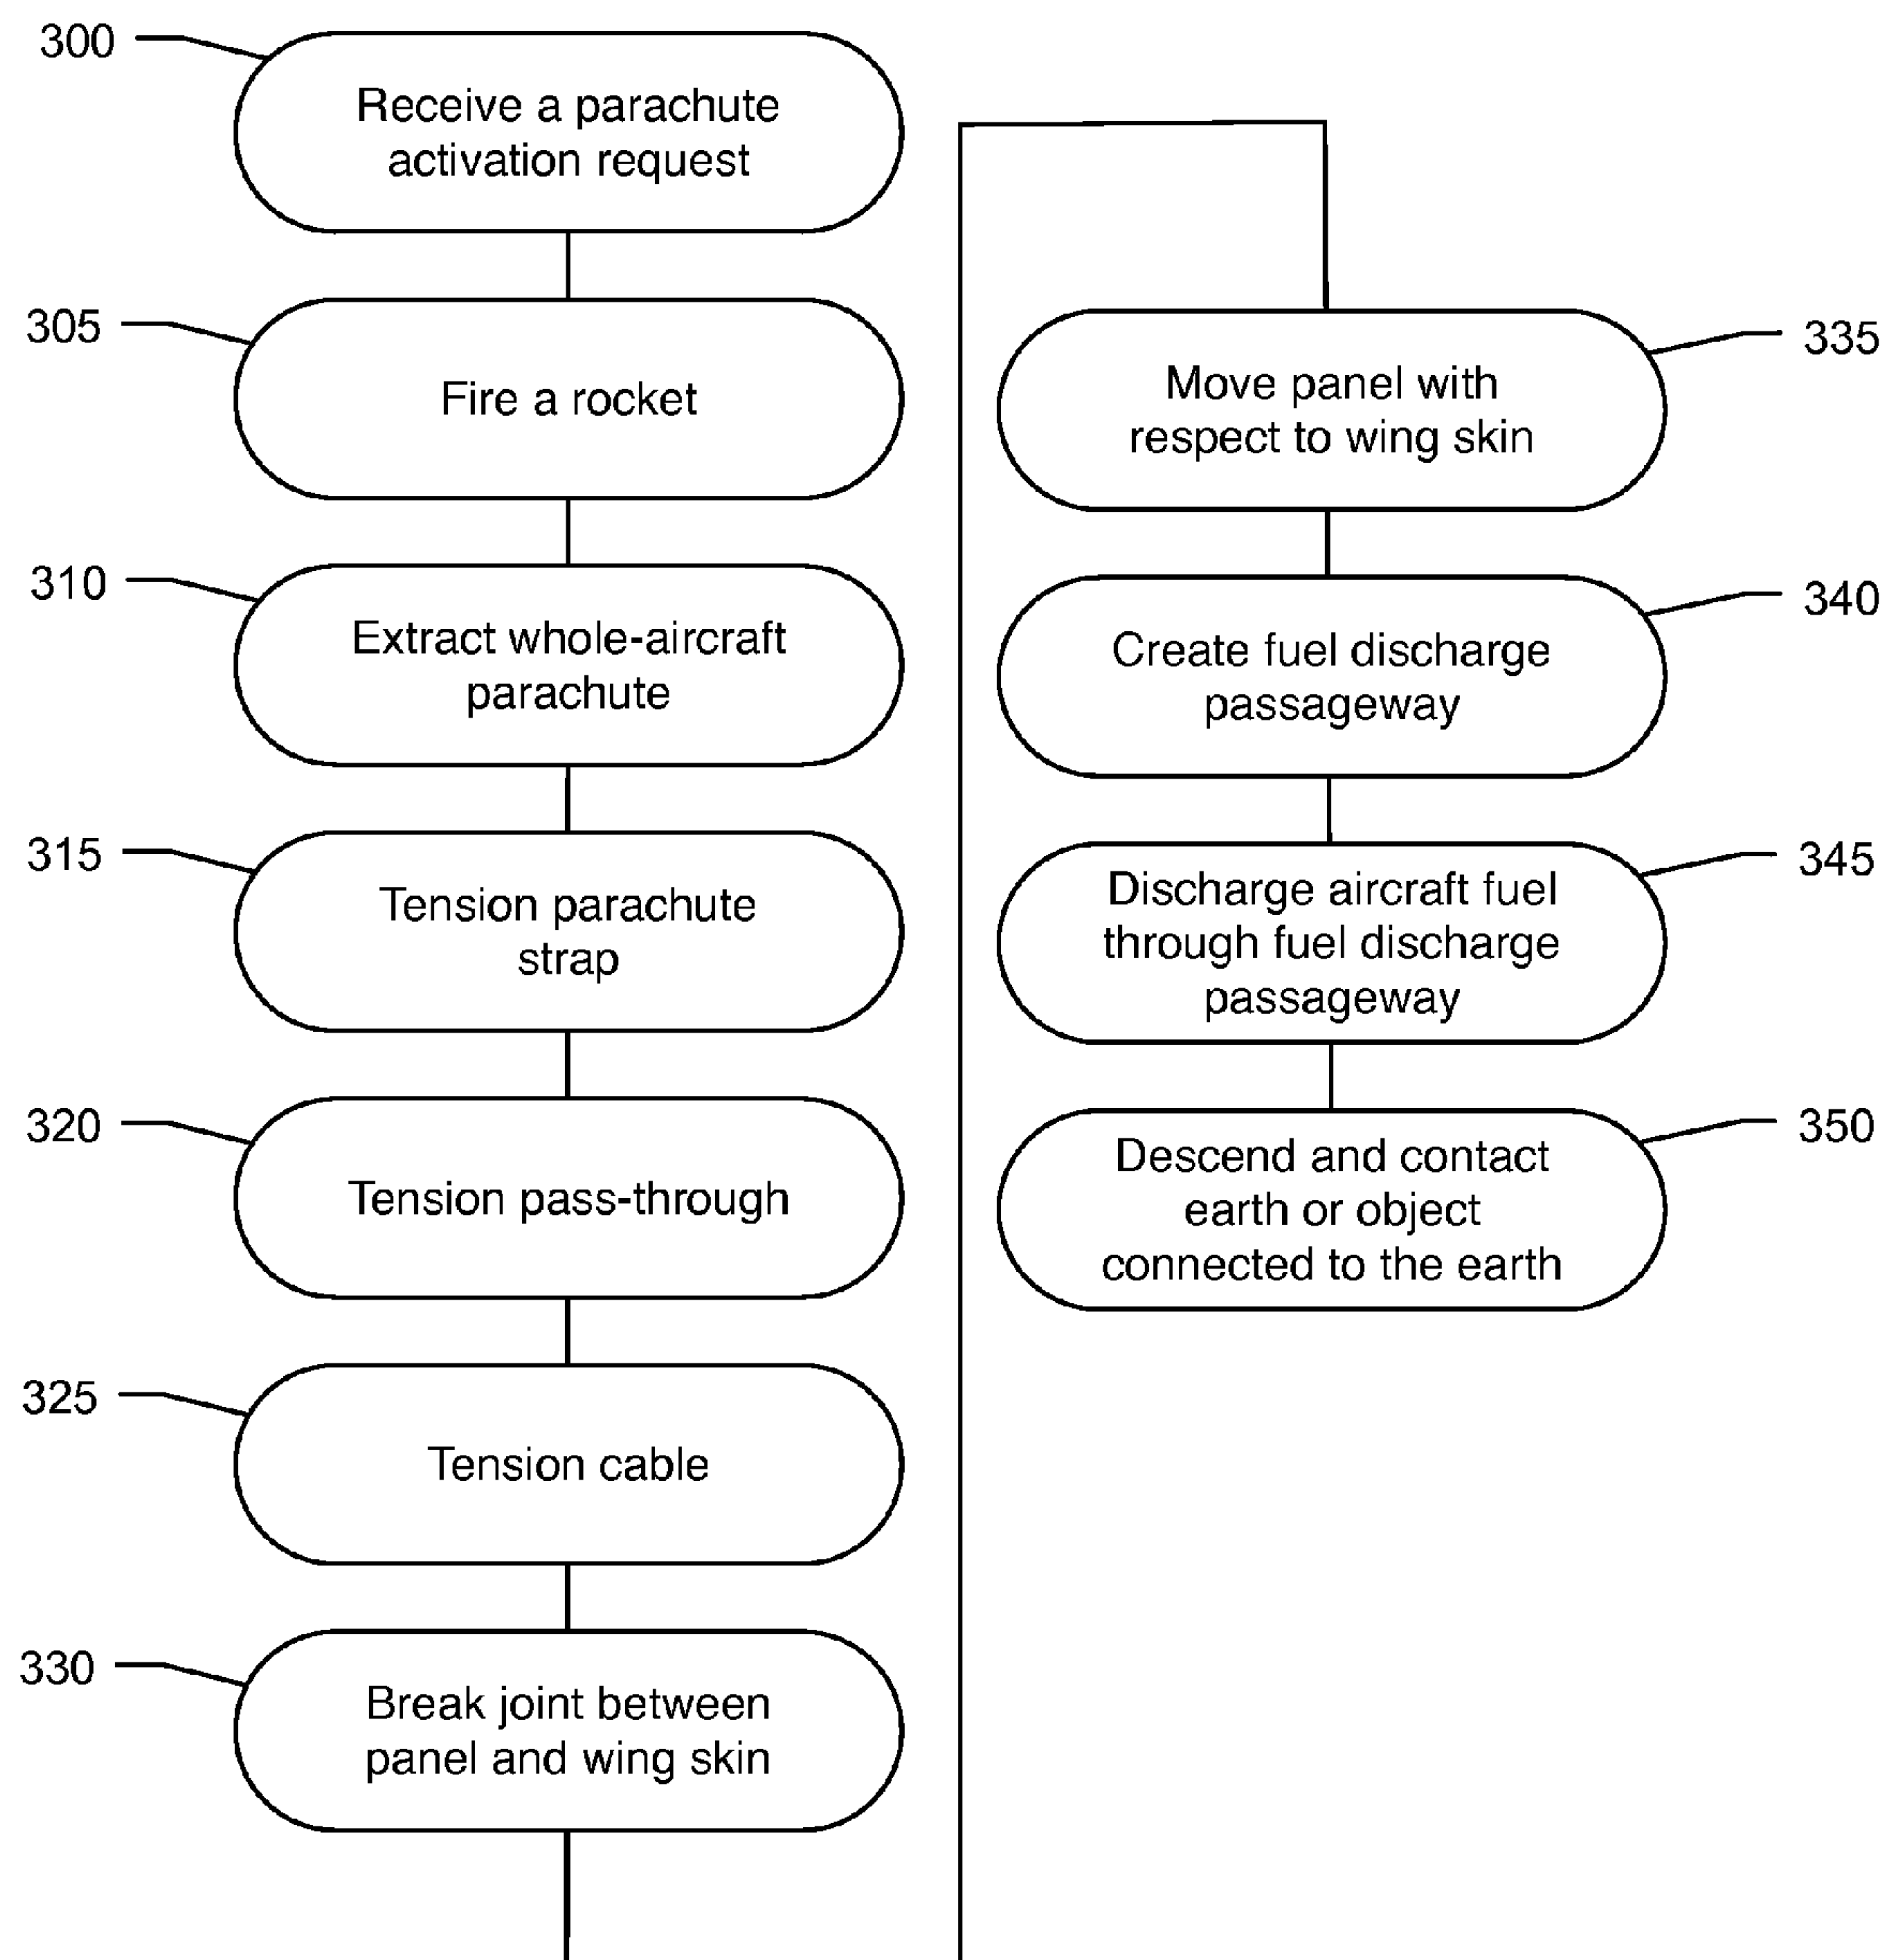 300
Receive a parachute
activation request
305
Fire a rocket
310
Extract whole-aircraft
parachute
315
Tension parachute
strap
320
Tension pass-through
325
Tension cable
330
Break joint between
panel and wing skin
335
Move panel with
respect to wing skin
340
Create fuel discharge
passageway
345
Discharge aircraft fuel
through fuel discharge
passageway
350
Descend and contact
earth or object
connected to the earth